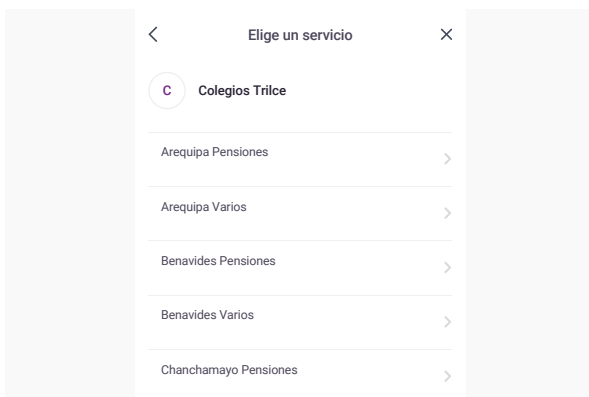 Elige un servicio
C
Colegios Trilce
Arequipa Pensiones
Arequipa Varios
Benavides Pensiones
Benavides Varios
Chanchamayo Pensiones